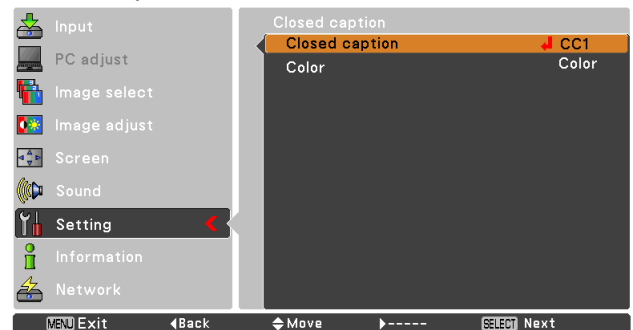 Input
PC adjust
Image select
Image adjust
Screen
Sound
Setting
Information
Network
Closed caption
Closed caption CC1
Color Color
MENU Exit Back Move ----- SELECT Next